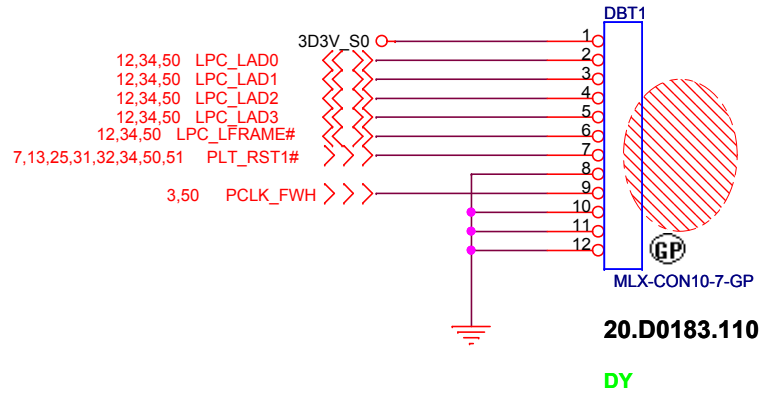 DBT1
3D3V_S0 1
12,34,50 LPC_LAD0 2
12,34,50 LPC_LAD1 3
12,34,50 LPC_LAD2 4
12,34,50 LPC_LAD3 5
12,34,50 LPC_LFRAME# 6
7,13,25,31,32,34,50,51 PLT_RST1# 7
8
3,50 PCLK_FWH 9
10
11
12
GP
MLX-CON10-7-GP
20.D0183.110
DY